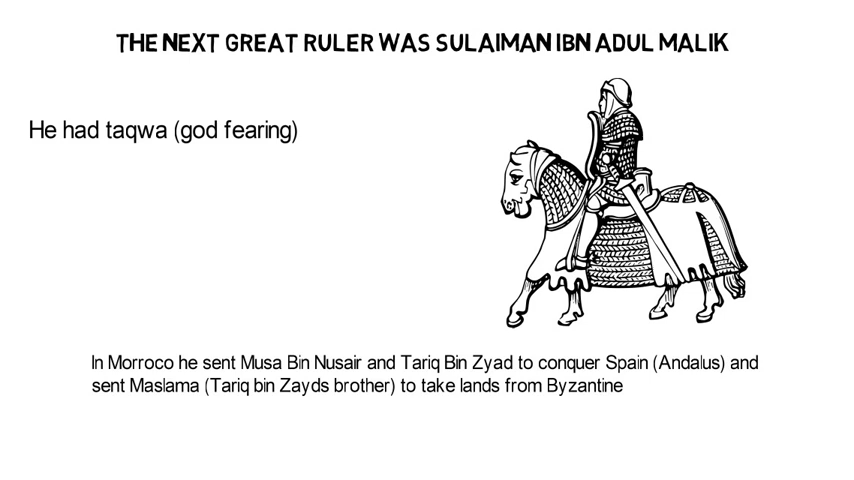 THE NEXT GREAT RULER WAS SULAIMAN IBN ADUL MALIK
He had taqwa (god fearing)
In Morroco he sent Musa Bin Nusair and Tariq Bin Zyad to conquer Spain (Andalus) and
sent Maslama (Tariq bin Zayds brother) to take lands from Byzantine